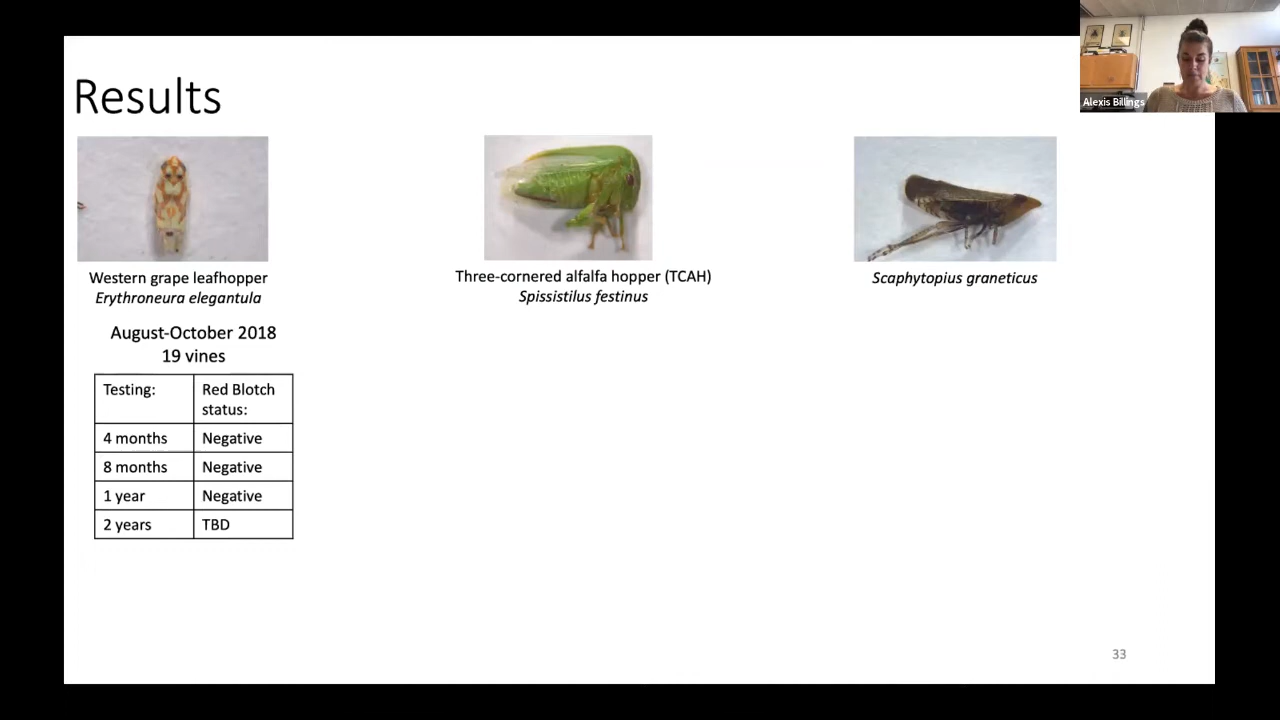 Results
Alexis Billings
Western grape leafhopper
Erythroneura elegantula
Three-cornered alfalfa hopper (TCAH)
Spissistilus festinus
Scaphytopius graneticus
August-October 2018
19 vines
Testing: Red Blotch status:
4 months Negative
8 months Negative
1 year Negative
2 years TBD
33